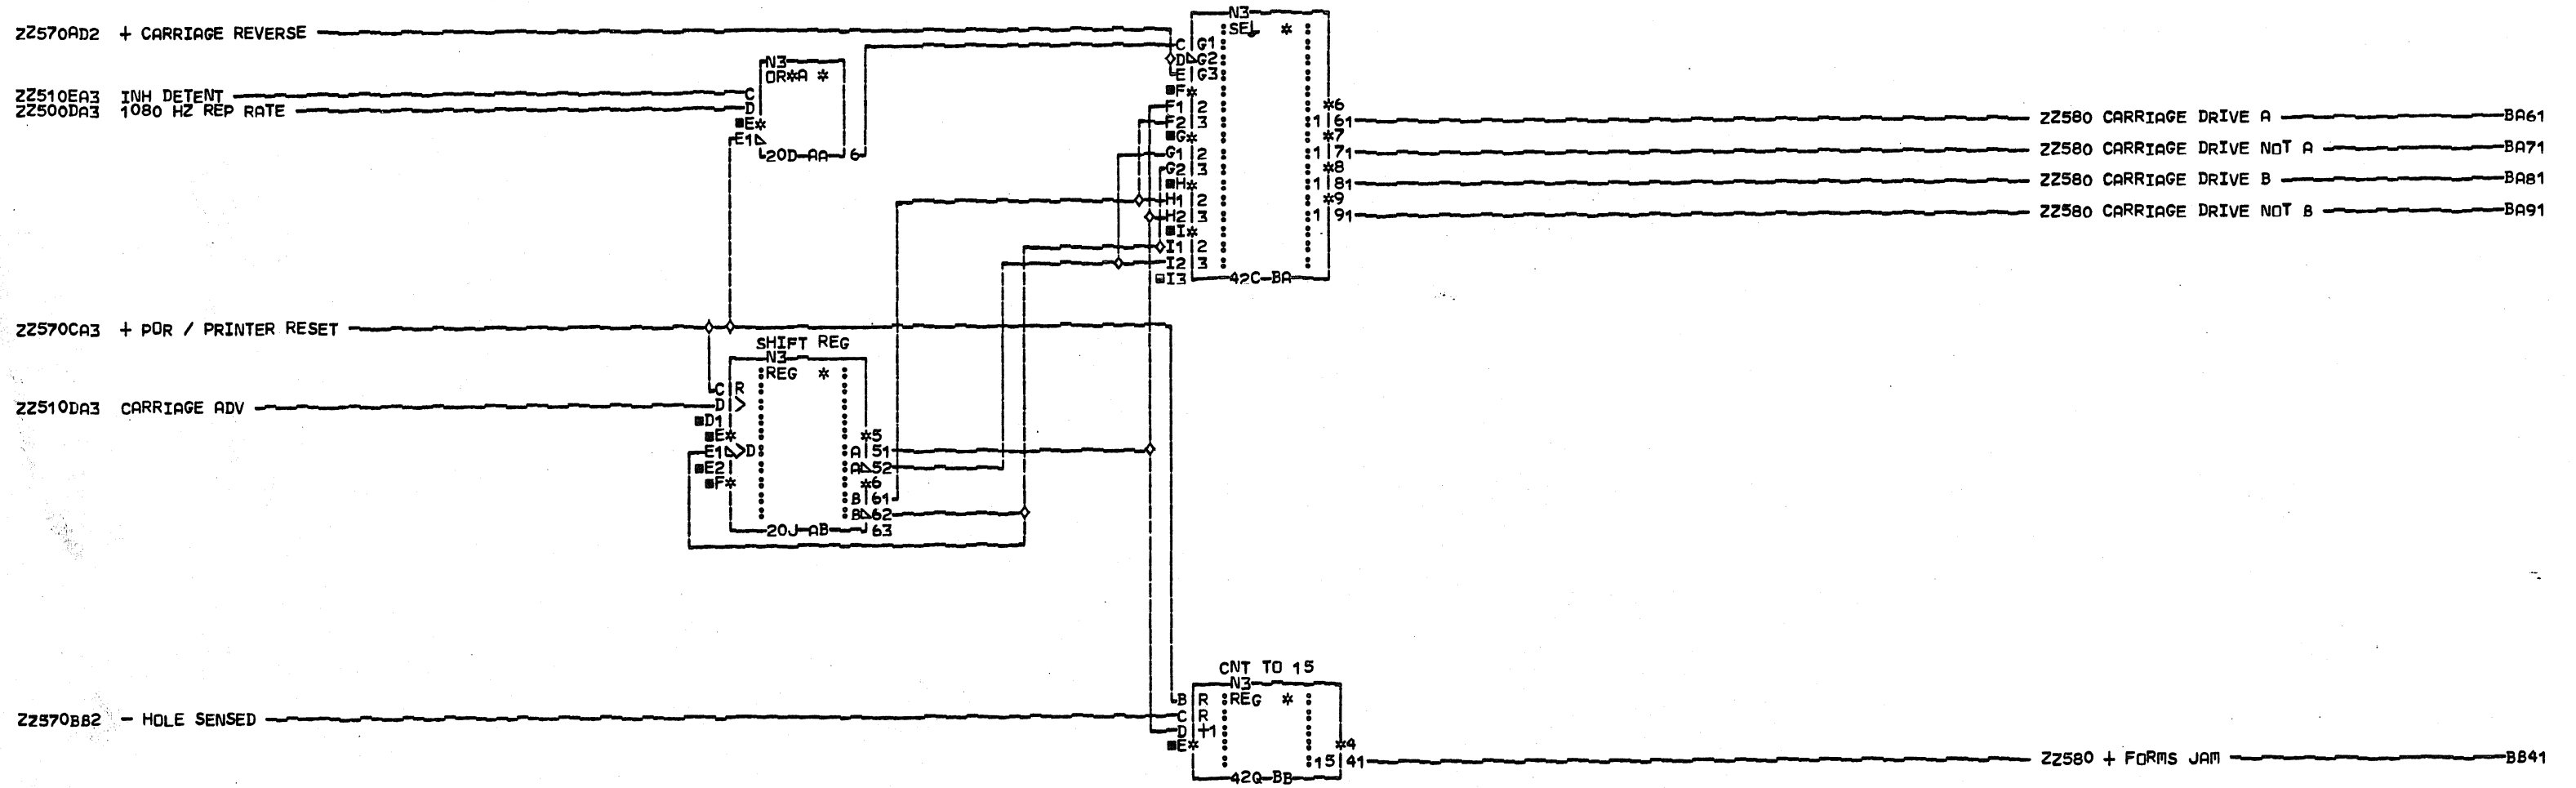 ZZ570AD2 + CARRIAGE REVERSE
ZZ510EA3 INH DETENT
ZZ500DA3 1080 HZ REP RATE
N3
OR*A *
C
D
■E*
E1
20D-AA 6
N3
SEL *
C G1
D G2
E G3
■F*
F1 2
F2 3
■G*
G1 2
G2 3
■H*
H1 2
H2 3
■I*
I1 2
I2 3
I3
*6
1 61
*7
1 71
*8
1 81
*9
1 91
42C-BA
ZZ580 CARRIAGE DRIVE A BA61
ZZ580 CARRIAGE DRIVE NOT A BA71
ZZ580 CARRIAGE DRIVE B BA81
ZZ580 CARRIAGE DRIVE NOT B BA91
ZZ570CA3 + POR / PRINTER RESET
ZZ510DA3 CARRIAGE ADV
SHIFT REG
N3
REG *
C R
D >
■D1
■E*
E1 >D
■E2
■F*
*5
A 51
A 52
*6
B 61
B 62
63
20J-AB
ZZ570BB2 - HOLE SENSED
CNT TO 15
N3
REG *
B R
C R
D +1
■E*
*4
15 41
42Q-BB
ZZ580 + FORMS JAM BB41